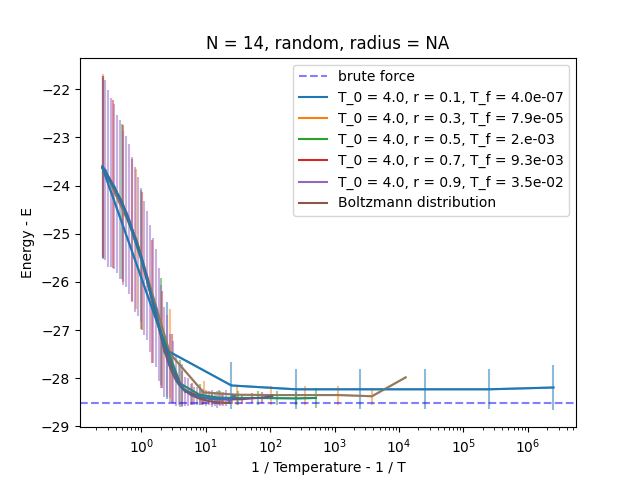 N = 14, random, radius = NA
brute force
T_0 = 4.0, r = 0.1, T_f = 4.0e-07
T_0 = 4.0, r = 0.3, T_f = 7.9e-05
T_0 = 4.0, r = 0.5, T_f = 2.e-03
T_0 = 4.0, r = 0.7, T_f = 9.3e-03
T_0 = 4.0, r = 0.9, T_f = 3.5e-02
Boltzmann distribution
Energy - E
−22
−23
−24
−25
−26
−27
−28
−29
10⁰ 10¹ 10² 10³ 10⁴ 10⁵ 10⁶
1 / Temperature - 1 / T